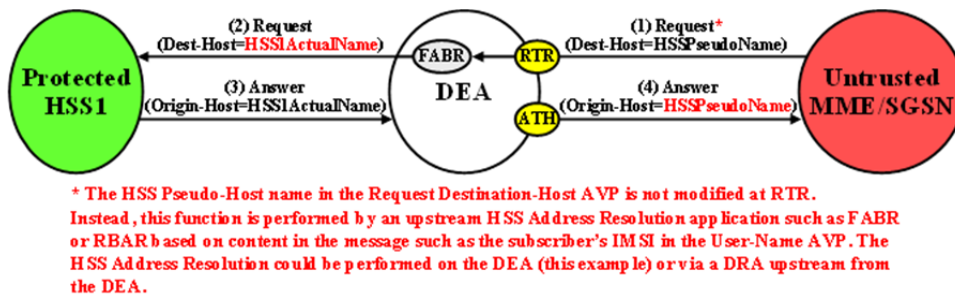 (2) Request
(Dest-Host=HSS1ActualName)
(1) Request*
(Dest-Host=HSSPseudoName)
FABR
RTR
Protected
HSS1
DEA
Untrusted
MME/SGSN
(3) Answer
(Origin-Host=HSS1ActualName)
(4) Answer
(Origin-Host=HSSPseudoName)
ATH
* The HSS Pseudo-Host name in the Request Destination-Host AVP is not modified at RTR.
Instead, this function is performed by an upstream HSS Address Resolution application such as FABR
or RBAR based on content in the message such as the subscriber's IMSI in the User-Name AVP. The
HSS Address Resolution could be performed on the DEA (this example) or via a DRA upstream from
the DEA.